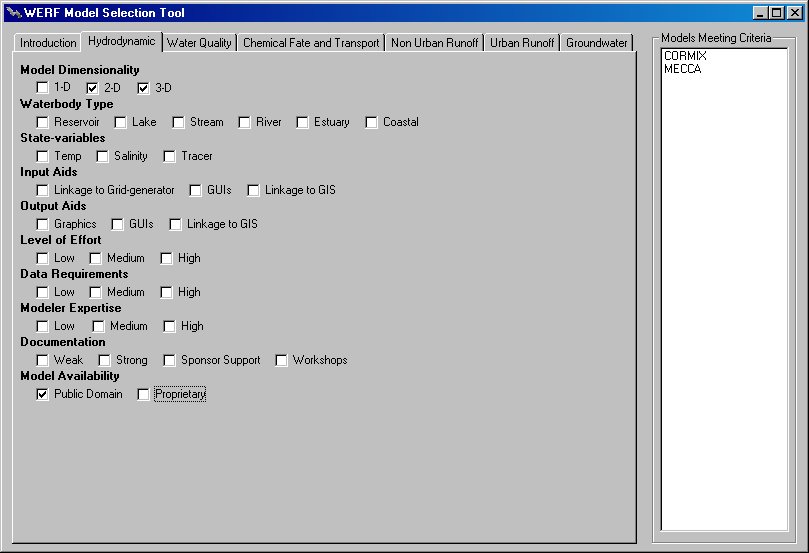 WERF Model Selection Tool
Introduction Hydrodynamic Water Quality Chemical Fate and Transport Non Urban Runoff Urban Runoff Groundwater
Models Meeting Criteria
CORMIX
MECCA
Model Dimensionality
1-D 2-D 3-D
Waterbody Type
Reservoir Lake Stream River Estuary Coastal
State-variables
Temp Salinity Tracer
Input Aids
Linkage to Grid-generator GUIs Linkage to GIS
Output Aids
Graphics GUIs Linkage to GIS
Level of Effort
Low Medium High
Data Requirements
Low Medium High
Modeler Expertise
Low Medium High
Documentation
Weak Strong Sponsor Support Workshops
Model Availability
Public Domain Proprietary